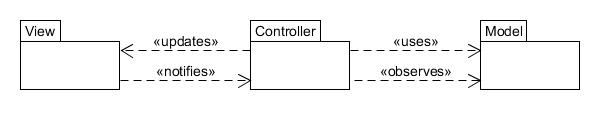 View
«updates»
Controller
«uses»
Model
«notifies»
«observes»